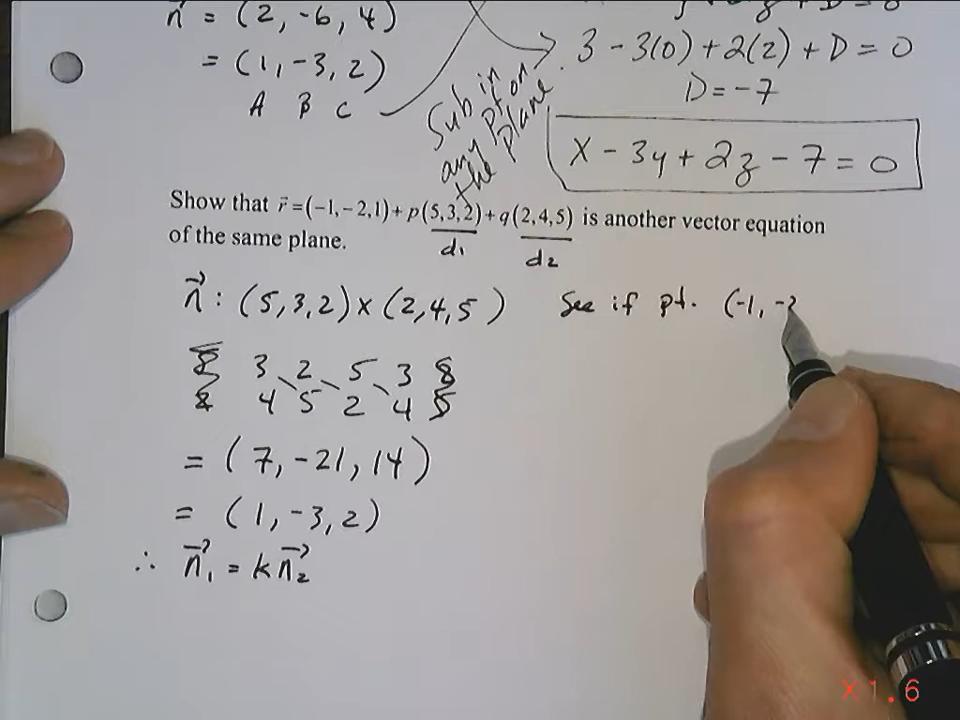 n⃗ = (2, -6, 4)
= (1, -3, 2)
A B C
Sub in any pt on the plane
3 - 3(0) + 2(2) + D = 0
D = -7
x - 3y + 2z - 7 = 0
Show that r⃗ = (-1, -2, 1) + p(5, 3, 2) + q(2, 4, 5) is another vector equation
d₁ d₂
of the same plane.
n⃗ : (5, 3, 2) × (2, 4, 5) See if pt. (-1, -2
3 2 5 3
4 5 2 4
= (7, -21, 14)
= (1, -3, 2)
∴ n⃗₁ = kn⃗₂
x1.6